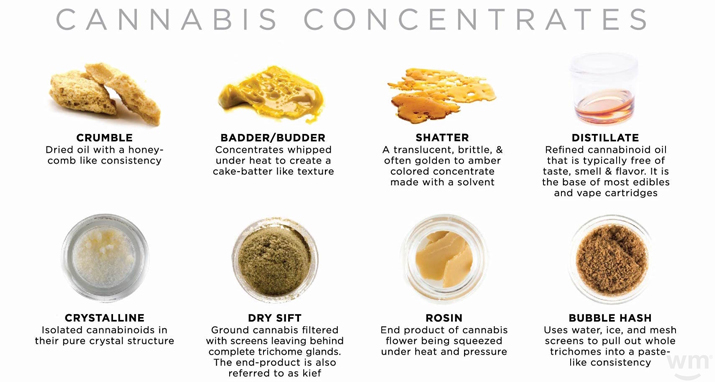 CANNABIS CONCENTRATES
CRUMBLE
Dried oil with a honey-
comb like consistency
BADDER/BUDDER
Concentrates whipped
under heat to create a
cake-batter like texture
SHATTER
A translucent, brittle, &
often golden to amber
colored concentrate
made with a solvent
DISTILLATE
Refined cannabinoid oil
that is typically free of
taste, smell & flavor. It is
the base of most edibles
and vape cartridges
CRYSTALLINE
Isolated cannabinoids in
their pure crystal structure
DRY SIFT
Ground cannabis filtered
with screens leaving behind
complete trichome glands.
The end-product is also
referred to as kief
ROSIN
End product of cannabis
flower being squeezed
under heat and pressure
BUBBLE HASH
Uses water, ice, and mesh
screens to pull out whole
trichomes into a paste-
like consistency
wm